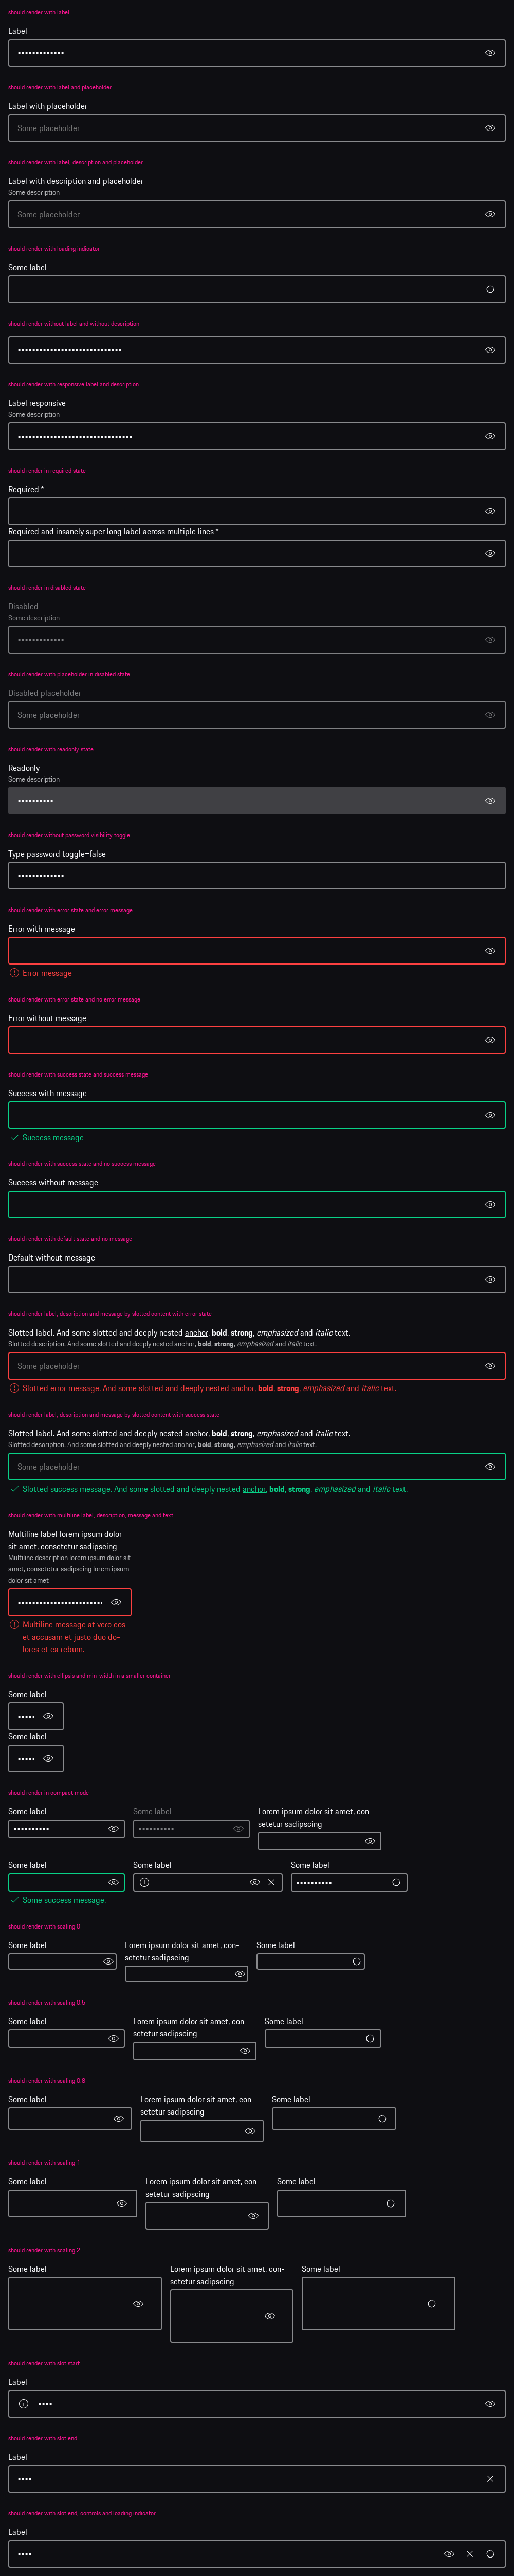 should render with label
Label
•••••••••••••
should render with label and placeholder
Label with placeholder
Some placeholder
should render with label, description and placeholder
Label with description and placeholder
Some description
Some placeholder
should render with loading indicator
Some label
should render without label and without description
•••••••••••••••••••••••••••••
should render with responsive label and description
Label responsive
Some description
••••••••••••••••••••••••••••••••
should render in required state
Required *
Required and insanely super long label across multiple lines *
should render in disabled state
Disabled
Some description
•••••••••••••
should render with placeholder in disabled state
Disabled placeholder
Some placeholder
should render with readonly state
Readonly
Some description
••••••••••
should render without password visibility toggle
Type password toggle=false
•••••••••••••
should render with error state and error message
Error with message
Error message
should render with error state and no error message
Error without message
should render with success state and success message
Success with message
Success message
should render with success state and no success message
Success without message
should render with default state and no message
Default without message
should render label, description and message by slotted content with error state
Slotted label. And some slotted and deeply nested anchor, bold, strong, emphasized and italic text.
Slotted description. And some slotted and deeply nested anchor, bold, strong, emphasized and italic text.
Some placeholder
Slotted error message. And some slotted and deeply nested anchor, bold, strong, emphasized and italic text.
should render label, description and message by slotted content with success state
Slotted label. And some slotted and deeply nested anchor, bold, strong, emphasized and italic text.
Slotted description. And some slotted and deeply nested anchor, bold, strong, emphasized and italic text.
Some placeholder
Slotted success message. And some slotted and deeply nested anchor, bold, strong, emphasized and italic text.
should render with multiline label, description, message and text
Multiline label lorem ipsum dolor
sit amet, consetetur sadipscing
Multiline description lorem ipsum dolor sit
amet, consetetur sadipscing lorem ipsum
dolor sit amet
••••••••••••••••••••••••
Multiline message at vero eos
et accusam et justo duo do-
lores et ea rebum.
should render with ellipsis and min-width in a smaller container
Some label
•••••
Some label
•••••
should render in compact mode
Some label
••••••••••
Some label
••••••••••
Lorem ipsum dolor sit amet, con-
setetur sadipscing
Some label
Some success message.
Some label
Some label
••••••••••
should render with scaling 0
Some label
Lorem ipsum dolor sit amet, con-
setetur sadipscing
Some label
should render with scaling 0.5
Some label
Lorem ipsum dolor sit amet, con-
setetur sadipscing
Some label
should render with scaling 0.8
Some label
Lorem ipsum dolor sit amet, con-
setetur sadipscing
Some label
should render with scaling 1
Some label
Lorem ipsum dolor sit amet, con-
setetur sadipscing
Some label
should render with scaling 2
Some label
Lorem ipsum dolor sit amet, con-
setetur sadipscing
Some label
should render with slot start
Label
••••
should render with slot end
Label
••••
should render with slot end, controls and loading indicator
Label
••••